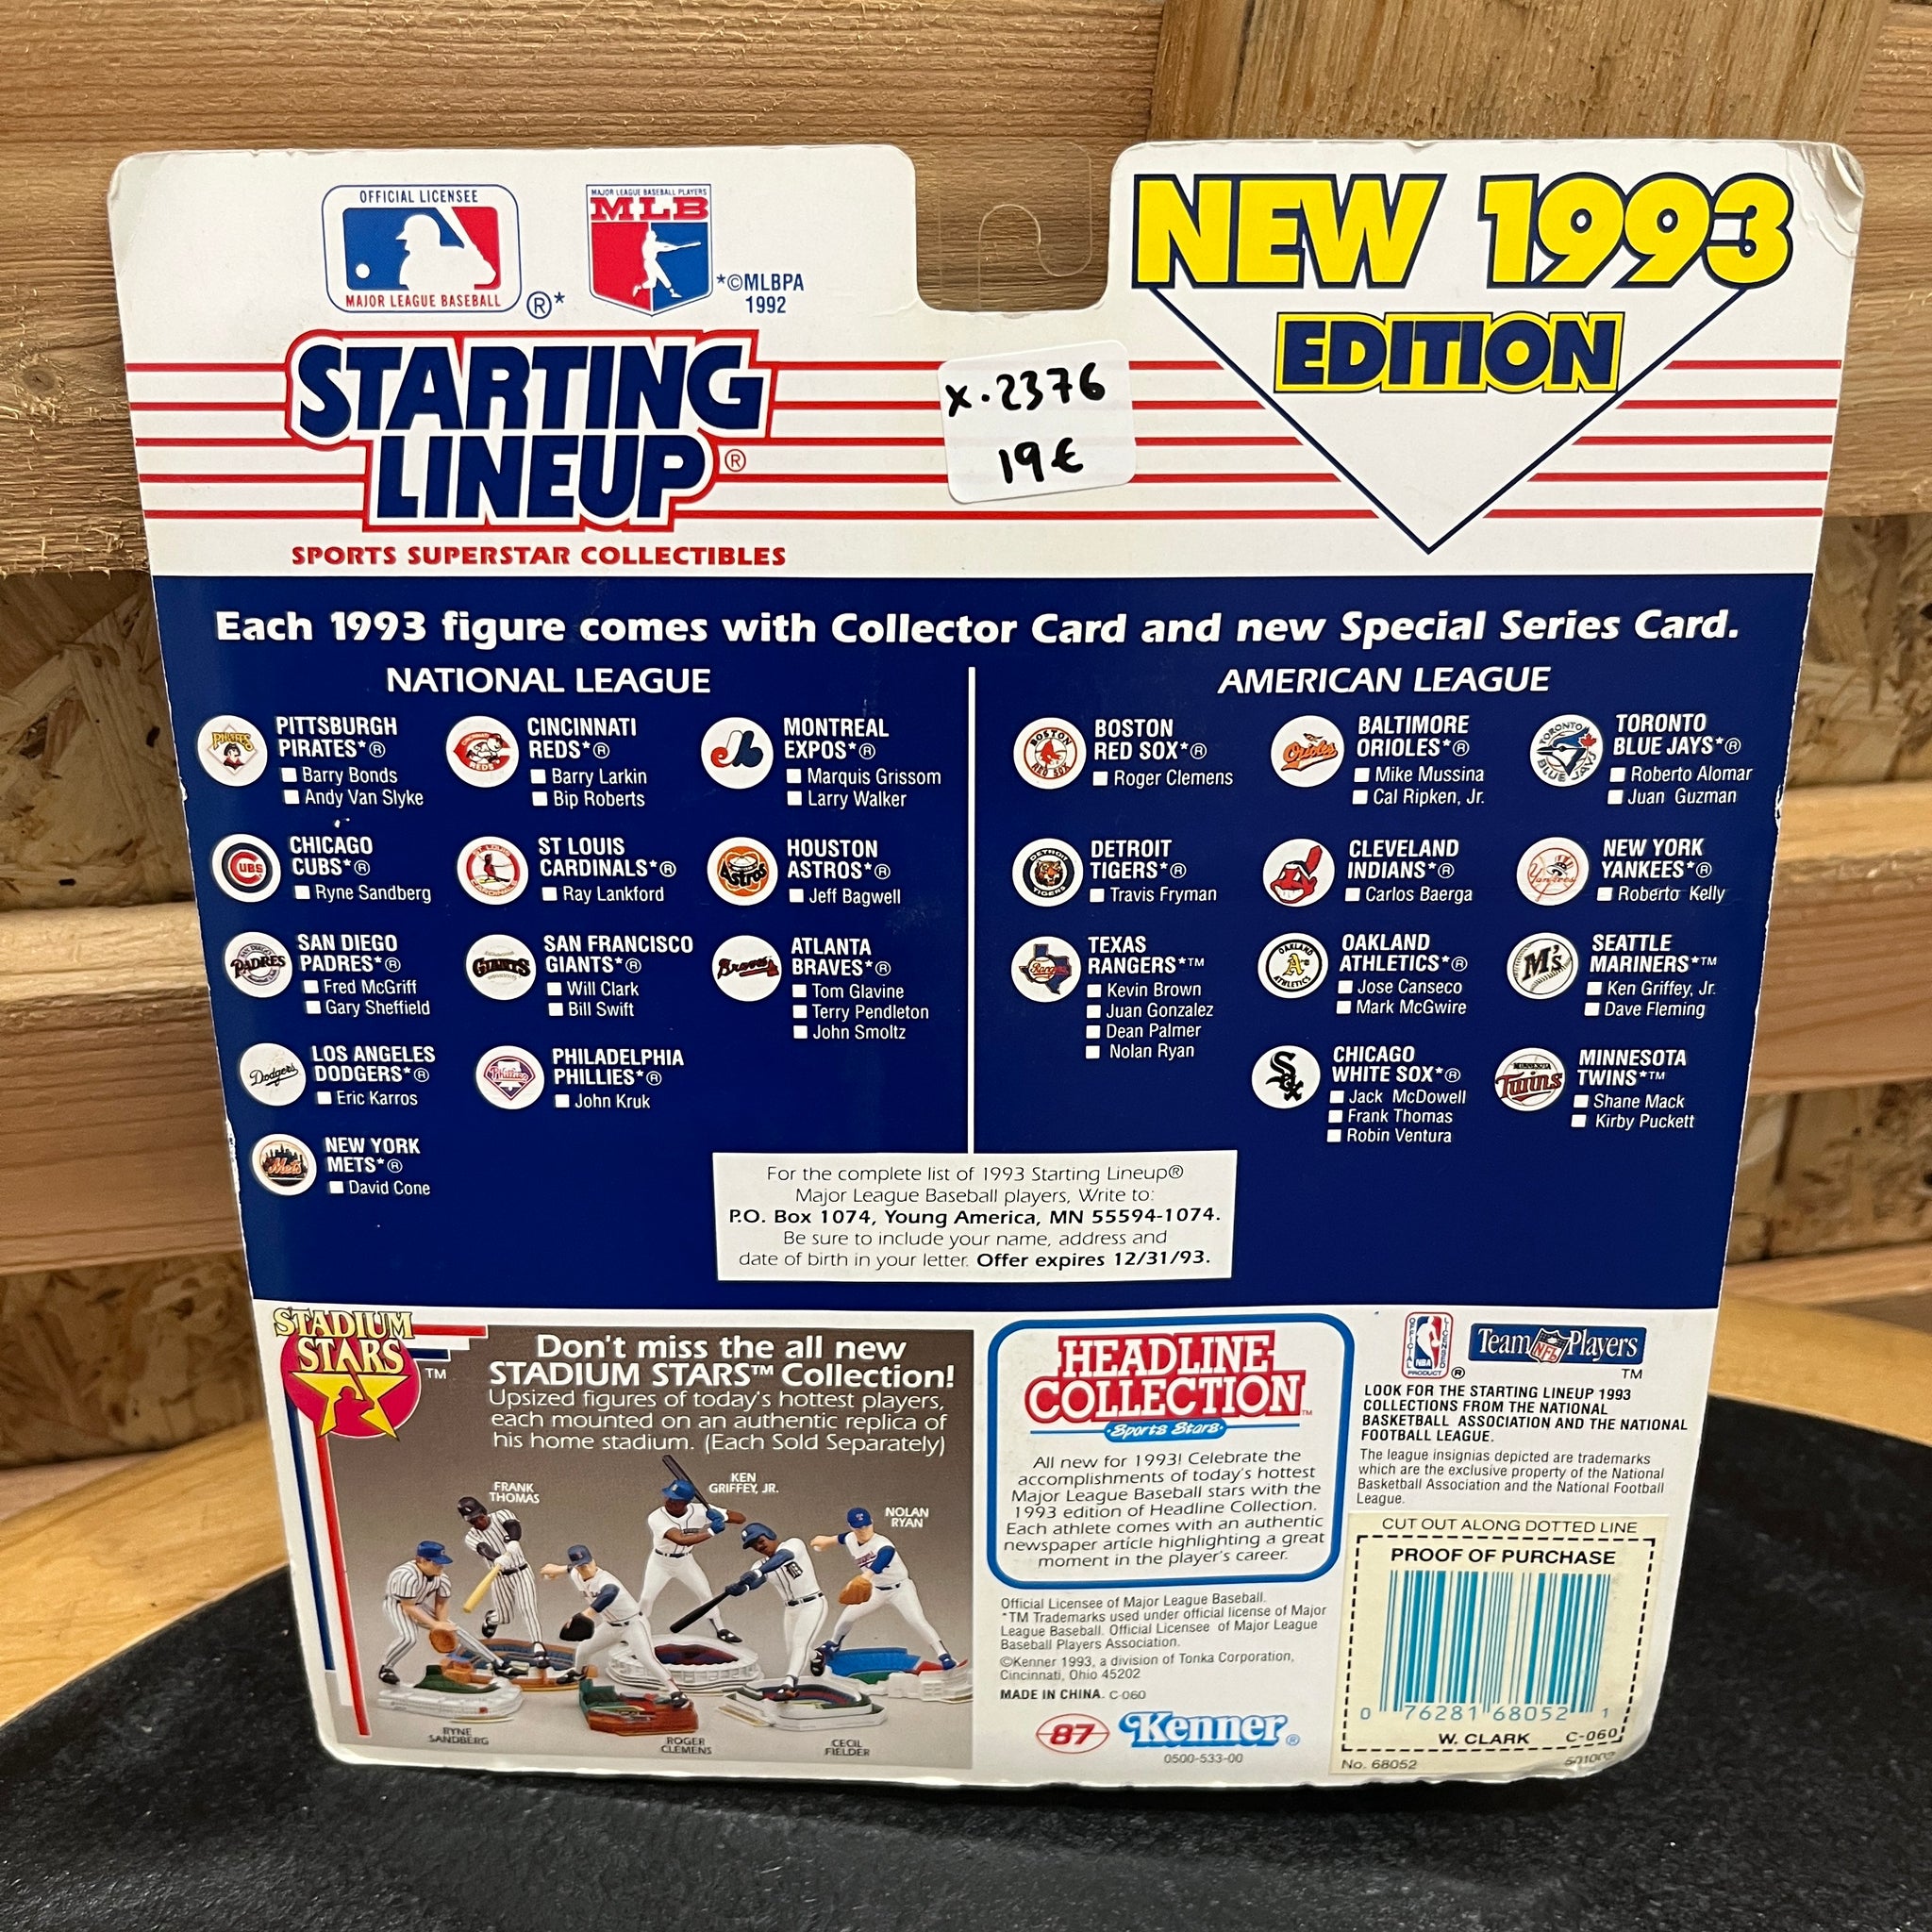 OFFICIAL LICENSEE
MAJOR LEAGUE BASEBALL
®*
MAJOR LEAGUE BASEBALL PLAYERS
MLB
*©MLBPA
1992
STARTING
LINEUP®
SPORTS SUPERSTAR COLLECTIBLES
x.2376
19€
NEW 1993
EDITION
Each 1993 figure comes with Collector Card and new Special Series Card.
NATIONAL LEAGUE
PITTSBURGH
PIRATES*®
Barry Bonds
Andy Van Slyke
CINCINNATI
REDS*®
Barry Larkin
Bip Roberts
MONTREAL
EXPOS*®
Marquis Grissom
Larry Walker
CHICAGO
CUBS*®
Ryne Sandberg
ST LOUIS
CARDINALS*®
Ray Lankford
HOUSTON
ASTROS*®
Jeff Bagwell
SAN DIEGO
PADRES*®
Fred McGriff
Gary Sheffield
SAN FRANCISCO
GIANTS*®
Will Clark
Bill Swift
ATLANTA
BRAVES*®
Tom Glavine
Terry Pendleton
John Smoltz
LOS ANGELES
DODGERS*®
Eric Karros
PHILADELPHIA
PHILLIES*®
John Kruk
NEW YORK
METS*®
David Cone
AMERICAN LEAGUE
BOSTON
RED SOX*®
Roger Clemens
BALTIMORE
ORIOLES*®
Mike Mussina
Cal Ripken, Jr.
TORONTO
BLUE JAYS*®
Roberto Alomar
Juan Guzman
DETROIT
TIGERS*®
Travis Fryman
CLEVELAND
INDIANS*®
Carlos Baerga
NEW YORK
YANKEES*®
Roberto Kelly
TEXAS
RANGERS*™
Kevin Brown
Juan Gonzalez
Dean Palmer
Nolan Ryan
OAKLAND
ATHLETICS*®
Jose Canseco
Mark McGwire
SEATTLE
MARINERS*™
Ken Griffey, Jr.
Dave Fleming
CHICAGO
WHITE SOX*®
Jack McDowell
Frank Thomas
Robin Ventura
MINNESOTA
TWINS*™
Shane Mack
Kirby Puckett
For the complete list of 1993 Starting Lineup®
Major League Baseball players, Write to:
P.O. Box 1074, Young America, MN 55594-1074.
Be sure to include your name, address and
date of birth in your letter. Offer expires 12/31/93.
STADIUM
STARS
™
Don't miss the all new
STADIUM STARS™ Collection!
Upsized figures of today's hottest players,
each mounted on an authentic replica of
his home stadium. (Each Sold Separately)
FRANK
THOMAS
KEN
GRIFFEY, JR.
NOLAN
RYAN
RYNE
SANDBERG
ROGER
CLEMENS
CECIL
FIELDER
HEADLINE
COLLECTION™
Sports Stars
All new for 1993! Celebrate the
accomplishments of today's hottest
Major League Baseball stars with the
1993 edition of Headline Collection.
Each athlete comes with an authentic
newspaper article highlighting a great
moment in the player's career.
Official Licensee of Major League Baseball.
*TM Trademarks used under official license of Major
League Baseball. Official Licensee of Major League
Baseball Players Association.
©Kenner 1993, a division of Tonka Corporation,
Cincinnati, Ohio 45202
MADE IN CHINA. C-060
87
Kenner®
0500-533-00
OFFICIAL
LICENSED
NBA
PRODUCT
®
Team NFL Players
™
LOOK FOR THE STARTING LINEUP 1993
COLLECTIONS FROM THE NATIONAL
BASKETBALL ASSOCIATION AND THE NATIONAL
FOOTBALL LEAGUE.
The league insignias depicted are trademarks
which are the exclusive property of the National
Basketball Association and the National Football
League.
CUT OUT ALONG DOTTED LINE
PROOF OF PURCHASE
0 76281 68052 1
W. CLARK C-060
No. 68052